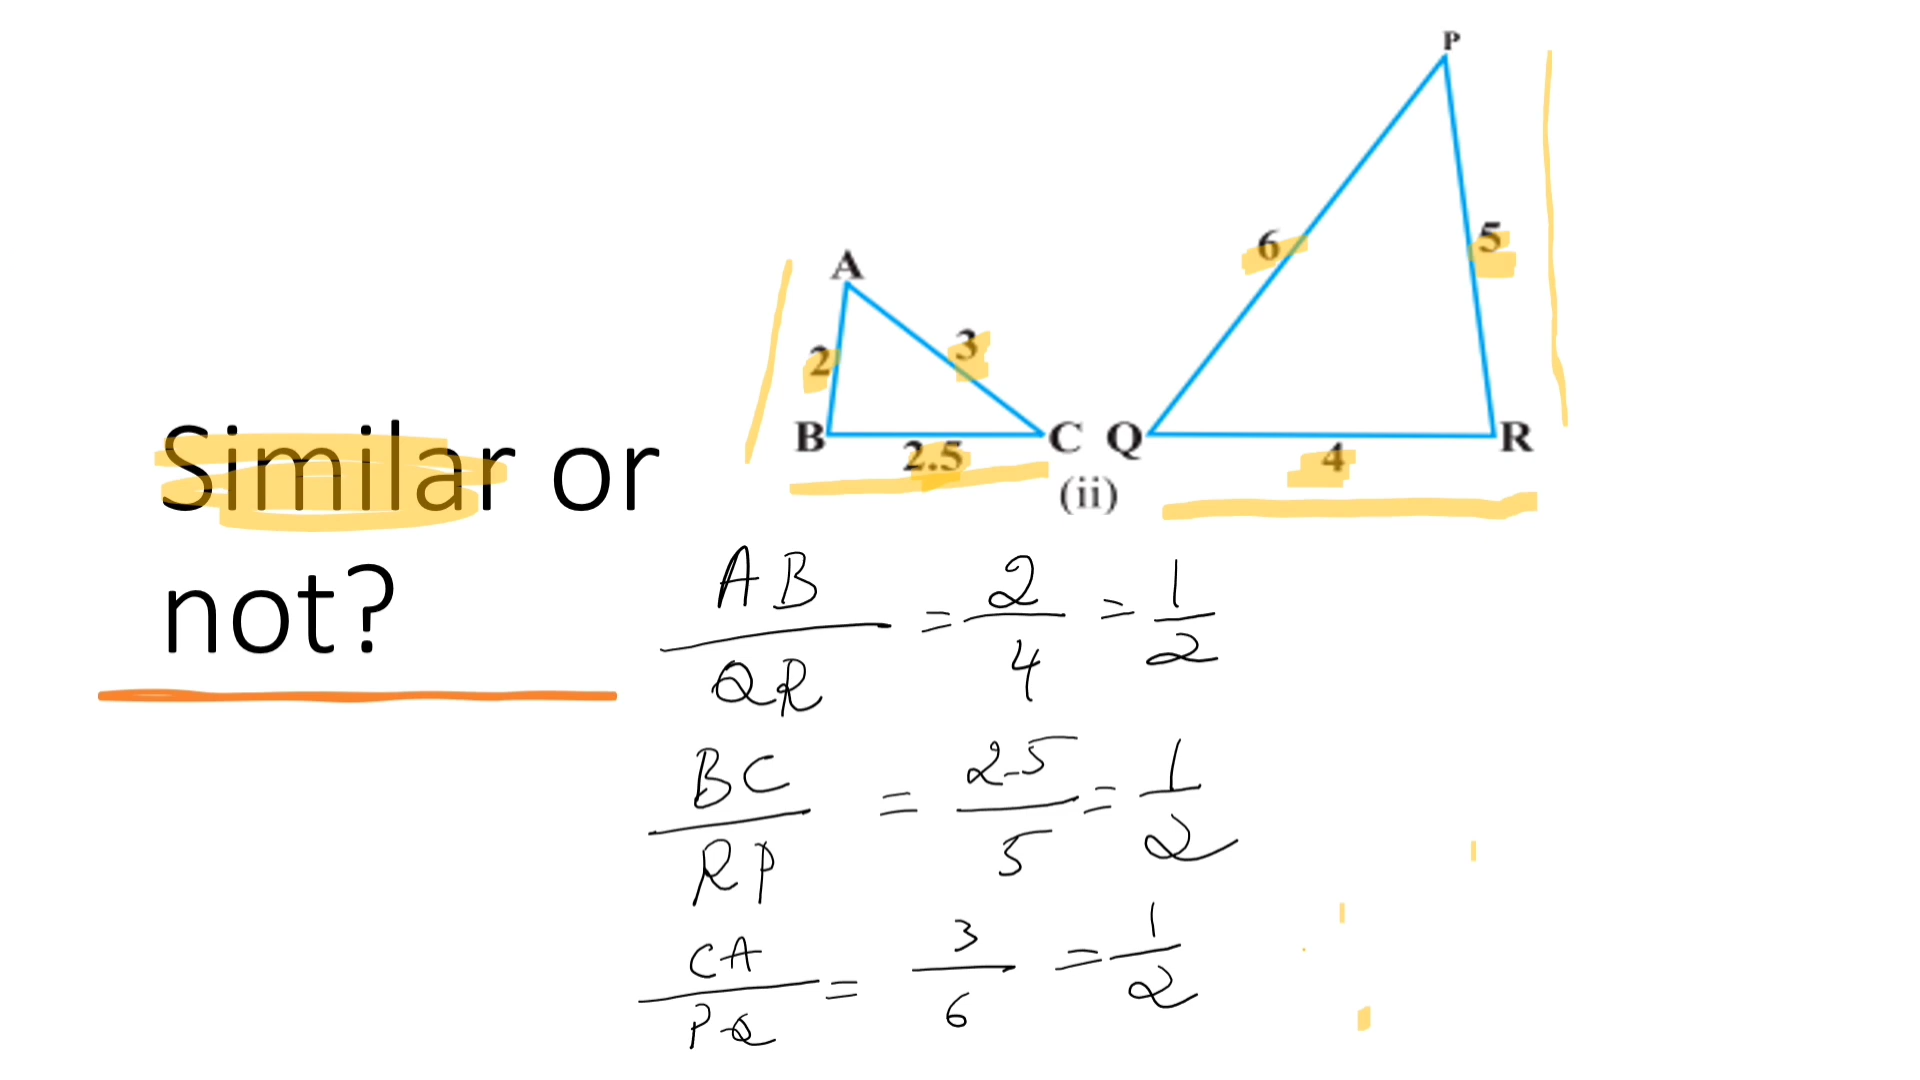 P
6
5
A
2
3
B
2.5
C
Q
4
R
(ii)
Similar or
not?
AB/QR = 2/4 = 1/2
BC/RP = 2.5/5 = 1/2
CA/PQ = 3/6 = 1/2